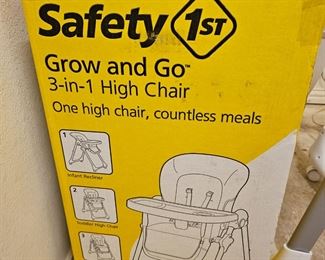 Safety 1ST
Grow and Go™
3-in-1 High Chair
One high chair, countless meals
1
Infant Recliner
2
Toddler High Chair
3